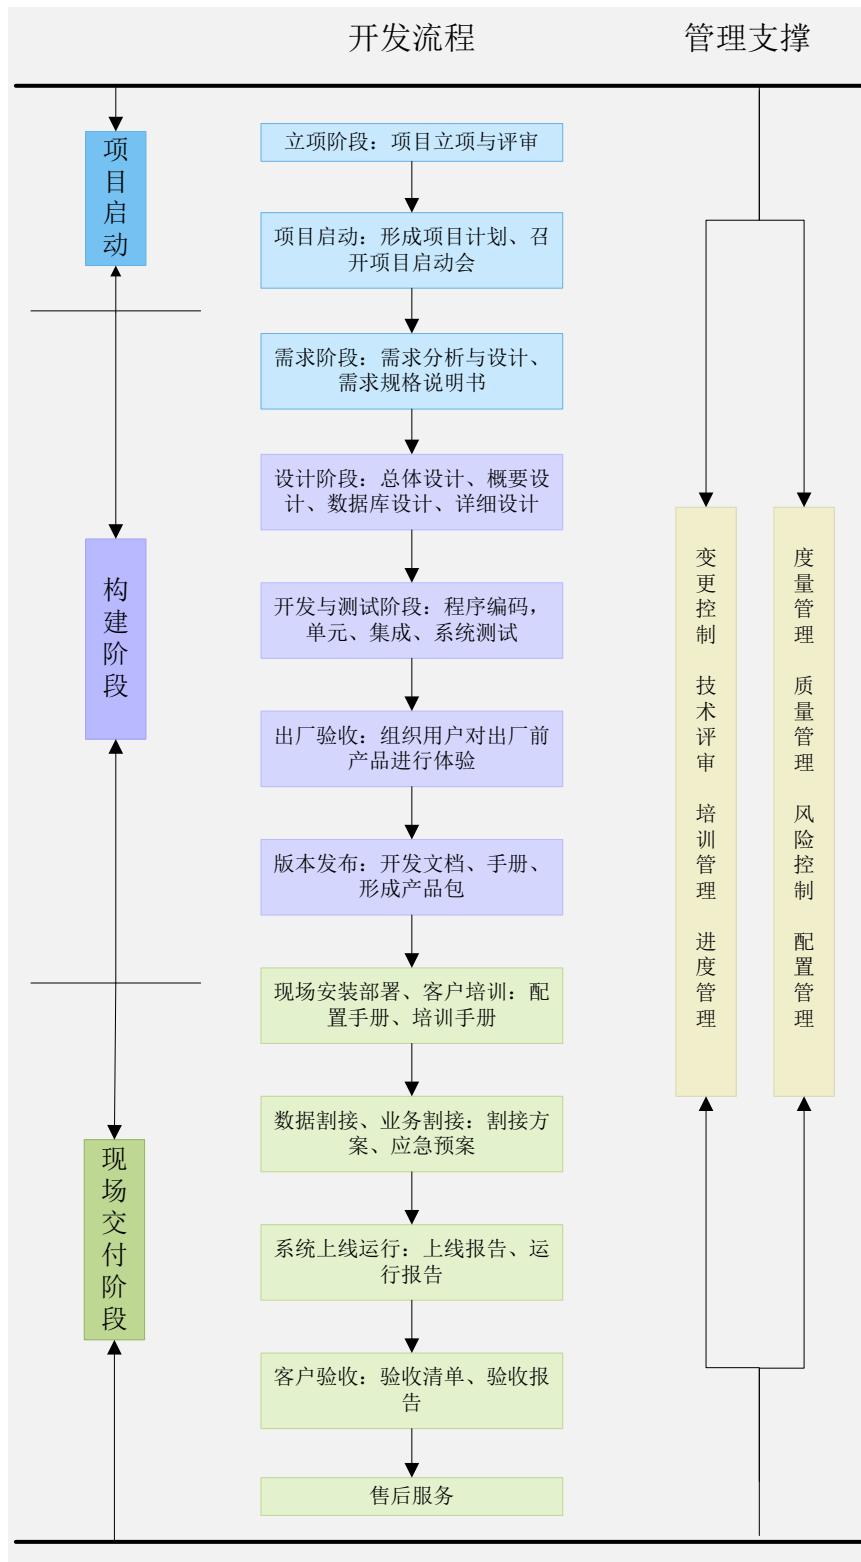 开发流程
管理支撑
项目启动
立项阶段：项目立项与评审
项目启动：形成项目计划、召
开项目启动会
需求阶段：需求分析与设计、
需求规格说明书
构建阶段
设计阶段：总体设计、概要设
计、数据库设计、详细设计
开发与测试阶段：程序编码，
单元、集成、系统测试
出厂验收：组织用户对出厂前
产品进行体验
版本发布：开发文档、手册、
形成产品包
现场交付阶段
现场安装部署、客户培训：配
置手册、培训手册
数据割接、业务割接：割接方
案、应急预案
系统上线运行：上线报告、运
行报告
客户验收：验收清单、验收报
告
售后服务
变更控制 技术评审 培训管理 进度管理
度量管理 质量管理 风险控制 配置管理